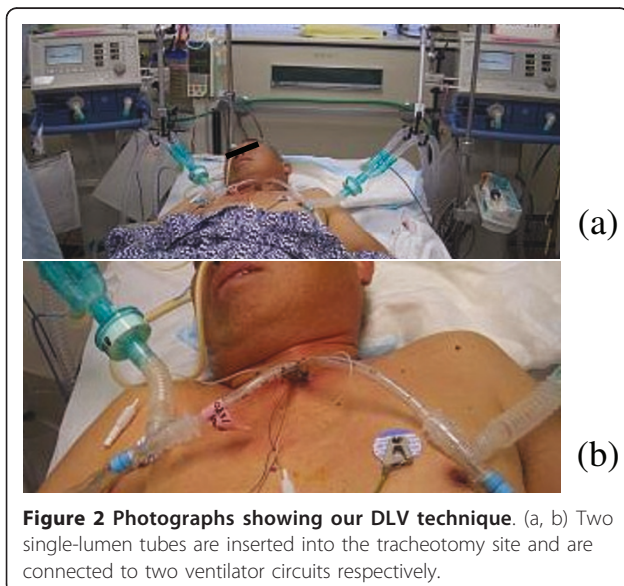 (a)
(b)
Figure 2 Photographs showing our DLV technique. (a, b) Two
single-lumen tubes are inserted into the tracheotomy site and are
connected to two ventilator circuits respectively.